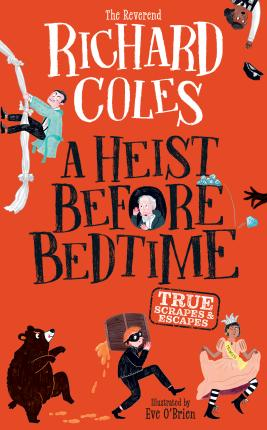 The Reverend
RICHARD
COLES
A HEIST
BEFORE
BEDTIME
TRUE
SCRAPES &
ESCAPES
Illustrated by
Eve O'Brien